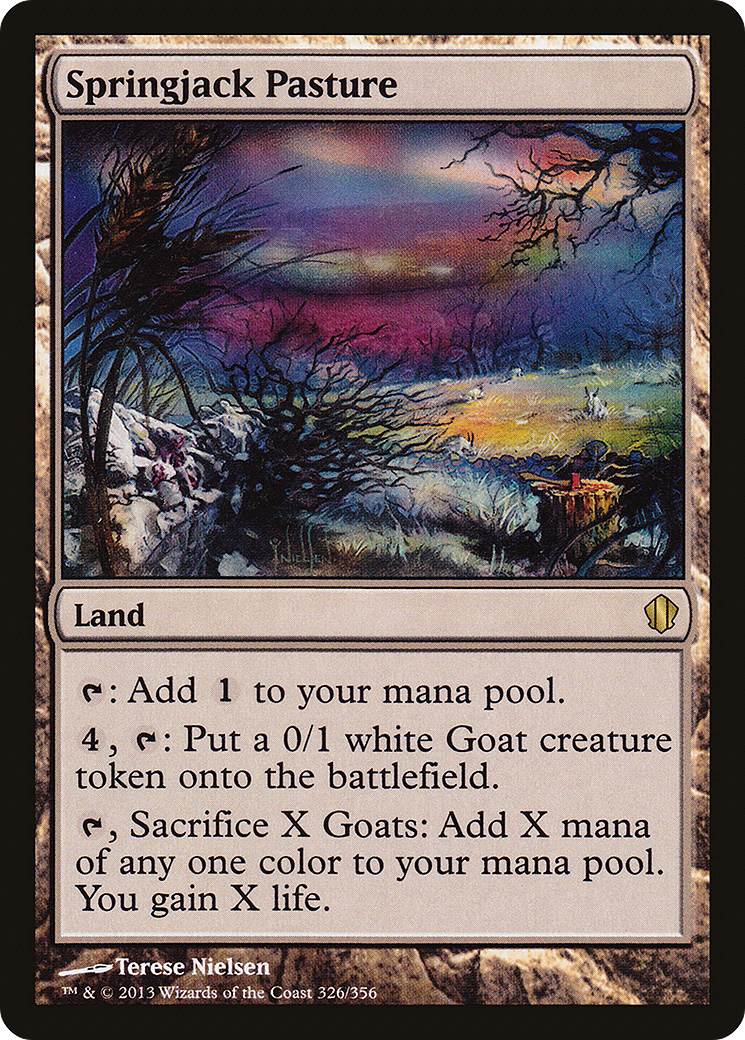 Springjack Pasture
Land
: Add 1 to your mana pool.
4, : Put a 0/1 white Goat creature
token onto the battlefield.
, Sacrifice X Goats: Add X mana
of any one color to your mana pool.
You gain X life.
Terese Nielsen
™ & © 2013 Wizards of the Coast 326/356